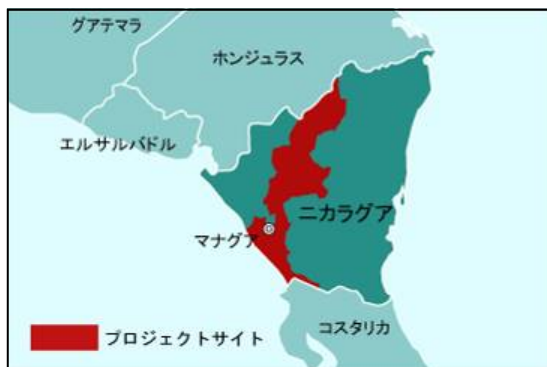 グアテマラ
ホンジュラス
エルサルバドル
ニカラグア
マナグア
コスタリカ
プロジェクトサイト